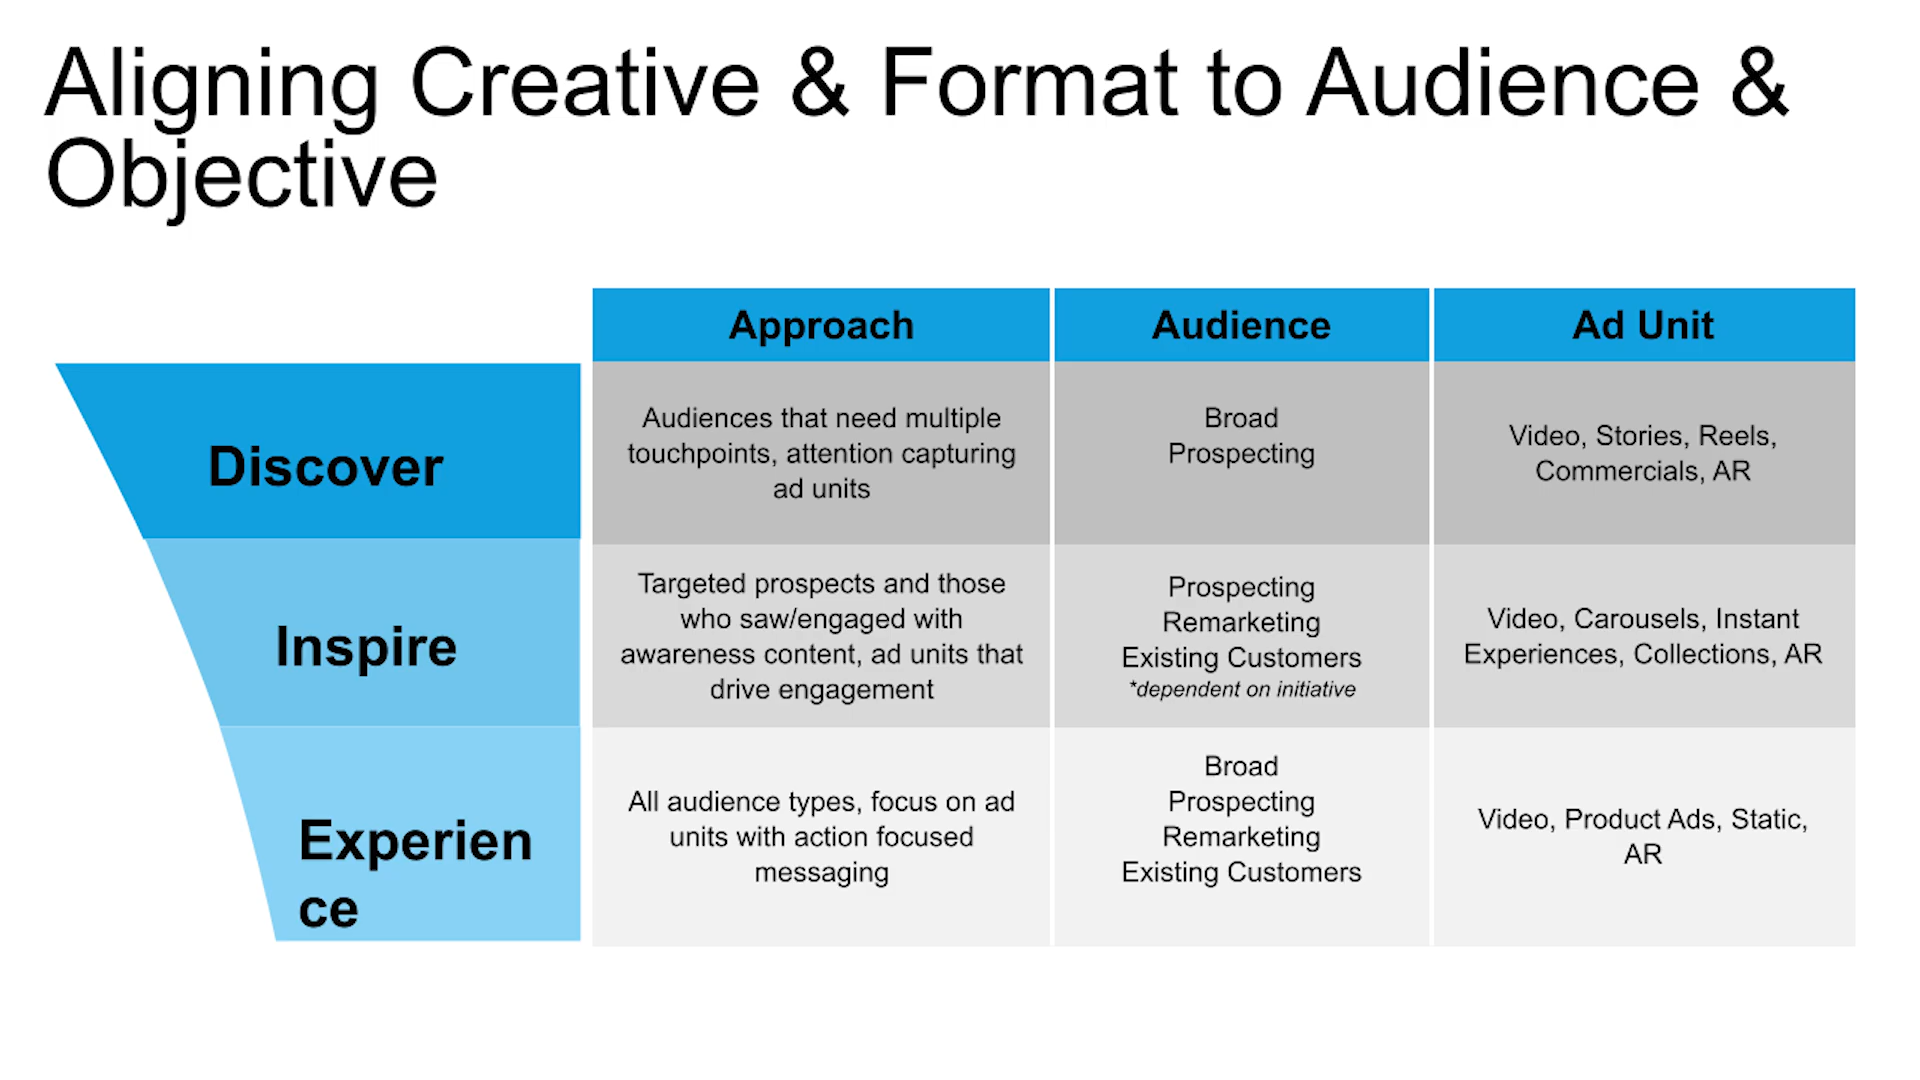 Aligning Creative & Format to Audience &
Objective
Approach
Audience
Ad Unit
Discover
Audiences that need multiple
touchpoints, attention capturing
ad units
Broad
Prospecting
Video, Stories, Reels,
Commercials, AR
Inspire
Targeted prospects and those
who saw/engaged with
awareness content, ad units that
drive engagement
Prospecting
Remarketing
Existing Customers
*dependent on initiative
Video, Carousels, Instant
Experiences, Collections, AR
Experien
ce
All audience types, focus on ad
units with action focused
messaging
Broad
Prospecting
Remarketing
Existing Customers
Video, Product Ads, Static,
AR